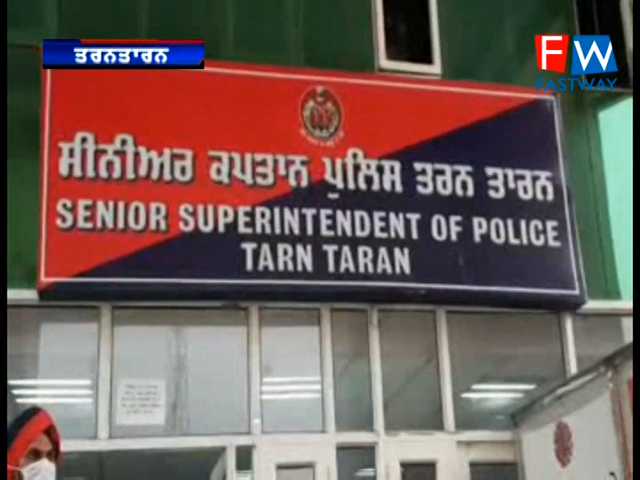 ਤਰਨਤਾਰਨ
FW
FASTWAY
ਸੀਨੀਅਰ ਕਪਤਾਨ ਪੁਲਿਸ ਤਰਨ ਤਾਰਨ
SENIOR SUPERINTENDENT OF POLICE
TARN TARAN